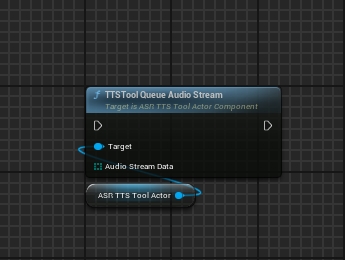 TTSTool Queue Audio Stream
Target is ASR TTS Tool Actor Component
Target
Audio Stream Data
ASR TTS Tool Actor